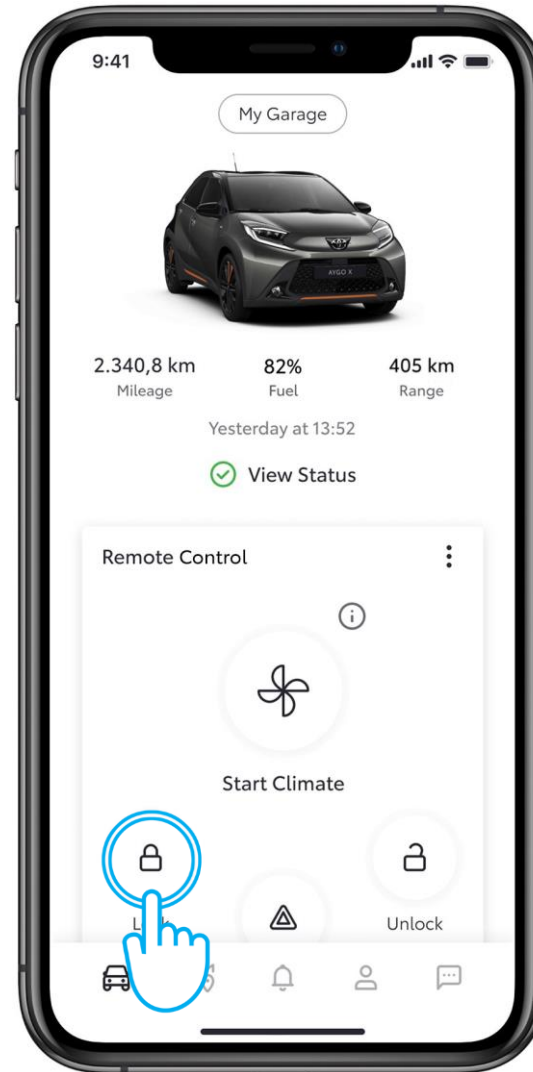 9:41
My Garage
AYGO X
2.340,8 km 82% 405 km
Mileage Fuel Range
Yesterday at 13:52
View Status
Remote Control
Start Climate
Unlock